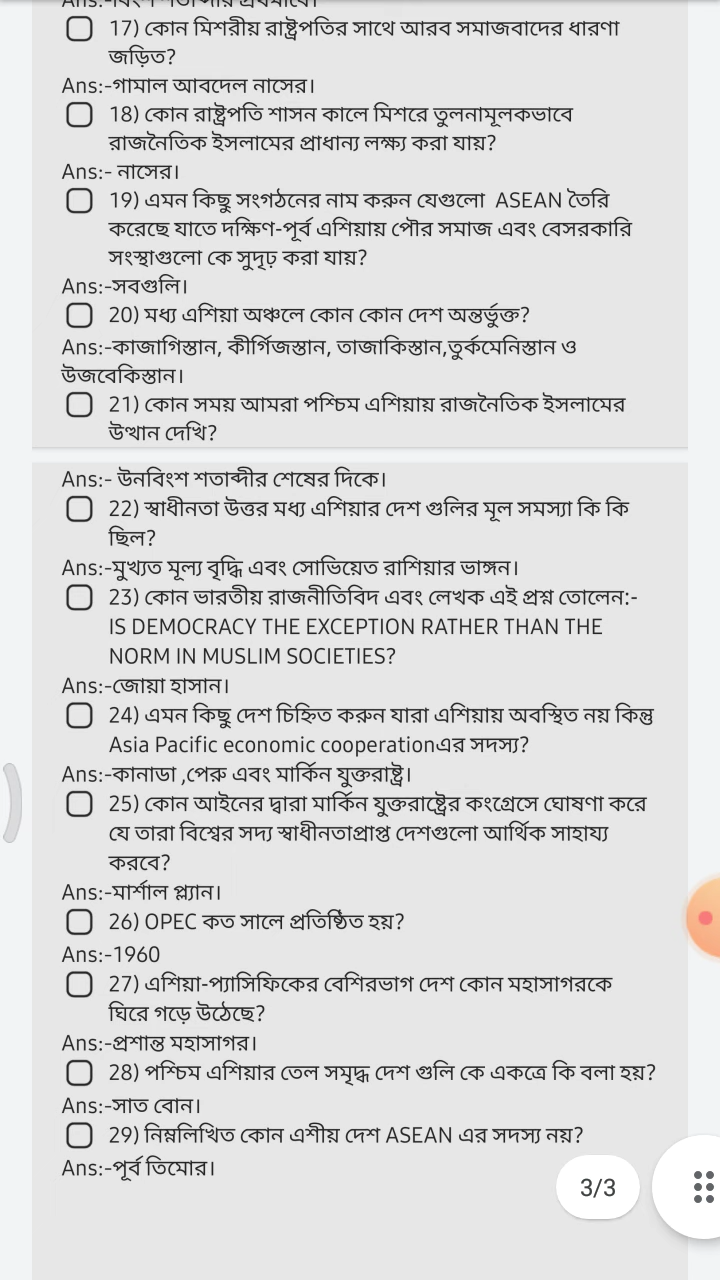 17) কোন মিশরীয় রাষ্ট্রপতির সাথে আরব সমাজবাদের ধারণা
জড়িত?
Ans:-গামাল আবদেল নাসের।
18) কোন রাষ্ট্রপতি শাসন কালে মিশরে তুলনামূলকভাবে
রাজনৈতিক ইসলামের প্রাধান্য লক্ষ্য করা যায়?
Ans:- নাসের।
19) এমন কিছু সংগঠনের নাম করুন যেগুলো ASEAN তৈরি
করেছে যাতে দক্ষিণ-পূর্ব এশিয়ায় পৌর সমাজ এবং বেসরকারি
সংস্থাগুলো কে সুদৃঢ় করা যায়?
Ans:-সবগুলি।
20) মধ্য এশিয়া অঞ্চলে কোন কোন দেশ অন্তর্ভুক্ত?
Ans:-কাজাগিস্তান, কীর্গিজস্তান, তাজাকিস্তান,তুর্কমেনিস্তান ও
উজবেকিস্তান।
21) কোন সময় আমরা পশ্চিম এশিয়ায় রাজনৈতিক ইসলামের
উত্থান দেখি?
Ans:- উনবিংশ শতাব্দীর শেষের দিকে।
22) স্বাধীনতা উত্তর মধ্য এশিয়ার দেশ গুলির মূল সমস্যা কি কি
ছিল?
Ans:-মুখ্যত মূল্য বৃদ্ধি এবং সোভিয়েত রাশিয়ার ভাঙ্গন।
23) কোন ভারতীয় রাজনীতিবিদ এবং লেখক এই প্রশ্ন তোলেন:-
IS DEMOCRACY THE EXCEPTION RATHER THAN THE
NORM IN MUSLIM SOCIETIES?
Ans:-জোয়া হাসান।
24) এমন কিছু দেশ চিহ্নিত করুন যারা এশিয়ায় অবস্থিত নয় কিন্তু
Asia Pacific economic cooperationএর সদস্য?
Ans:-কানাডা ,পেরু এবং মার্কিন যুক্তরাষ্ট্র।
25) কোন আইনের দ্বারা মার্কিন যুক্তরাষ্ট্রের কংগ্রেসে ঘোষণা করে
যে তারা বিশ্বের সদ্য স্বাধীনতাপ্রাপ্ত দেশগুলো আর্থিক সাহায্য
করবে?
Ans:-মার্শাল প্ল্যান।
26) OPEC কত সালে প্রতিষ্ঠিত হয়?
Ans:-1960
27) এশিয়া-প্যাসিফিকের বেশিরভাগ দেশ কোন মহাসাগরকে
ঘিরে গড়ে উঠেছে?
Ans:-প্রশান্ত মহাসাগর।
28) পশ্চিম এশিয়ার তেল সমৃদ্ধ দেশ গুলি কে একত্রে কি বলা হয়?
Ans:-সাত বোন।
29) নিম্নলিখিত কোন এশীয় দেশ ASEAN এর সদস্য নয়?
Ans:-পূর্ব তিমোর।
3/3